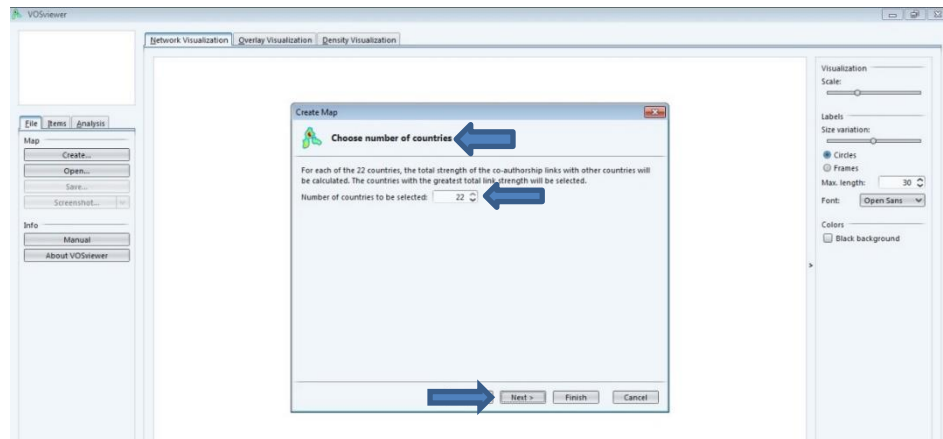 VOSviewer
Network Visualization Overlay Visualization Density Visualization
File Items Analysis
Map
Create...
Open...
Save...
Screenshot...
Info
Manual
About VOSviewer
Create Map
Choose number of countries
For each of the 22 countries, the total strength of the co-authorship links with other countries will
be calculated. The countries with the greatest total link strength will be selected.
Number of countries to be selected: 22
Next > Finish Cancel
Visualization
Scale:
Labels
Size variation:
Circles
Frames
Max. length: 30
Font: Open Sans
Colors
Black background